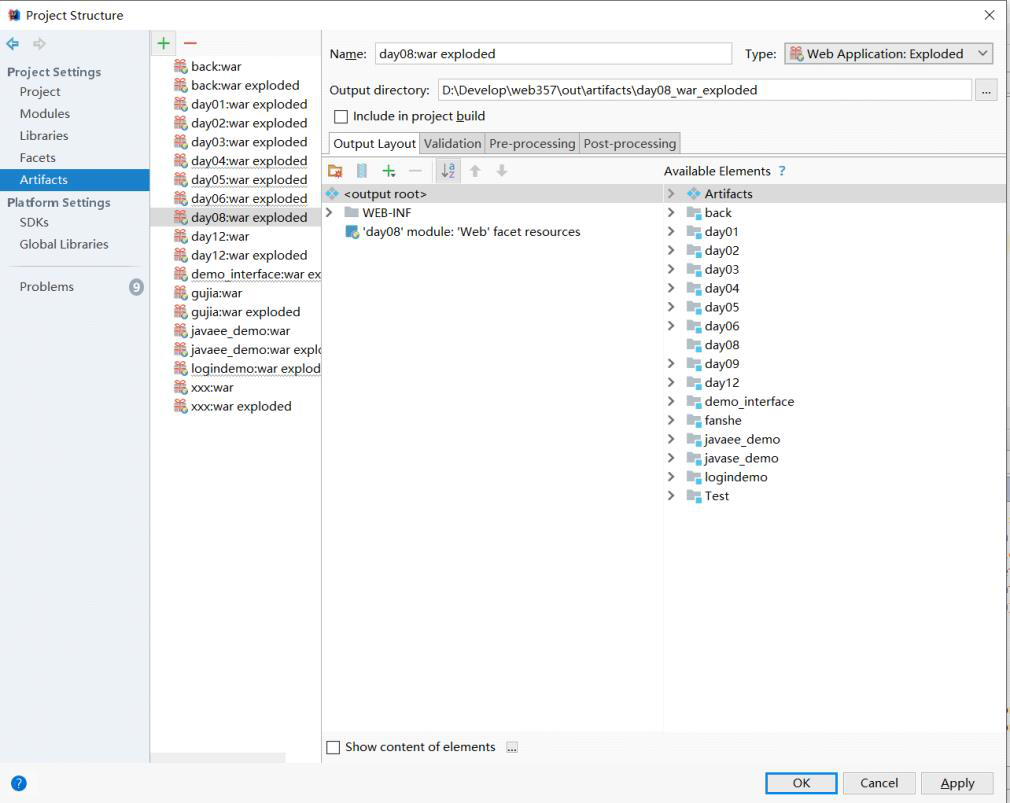 Project Structure
Project Settings
Project
Modules
Libraries
Facets
Artifacts
Platform Settings
SDKs
Global Libraries
Problems
9
back:war
back:war exploded
day01:war exploded
day02:war exploded
day03:war exploded
day04:war exploded
day05:war exploded
day06:war exploded
day08:war exploded
day12:war
day12:war exploded
demo_interface:war ex
gujia:war
gujia:war exploded
javaee_demo:war
javaee_demo:war explo
logindemo:war explod
xxx:war
xxx:war exploded
Name: day08:war exploded Type: Web Application: Exploded
Output directory: D:\Develop\web357\out\artifacts\day08_war_exploded ...
Include in project build
Output Layout Validation Pre-processing Post-processing
<output root>
WEB-INF
'day08' module: 'Web' facet resources
Available Elements ?
Artifacts
back
day01
day02
day03
day04
day05
day06
day08
day09
day12
demo_interface
fanshe
javaee_demo
javase_demo
logindemo
Test
Show content of elements ...
? OK Cancel Apply